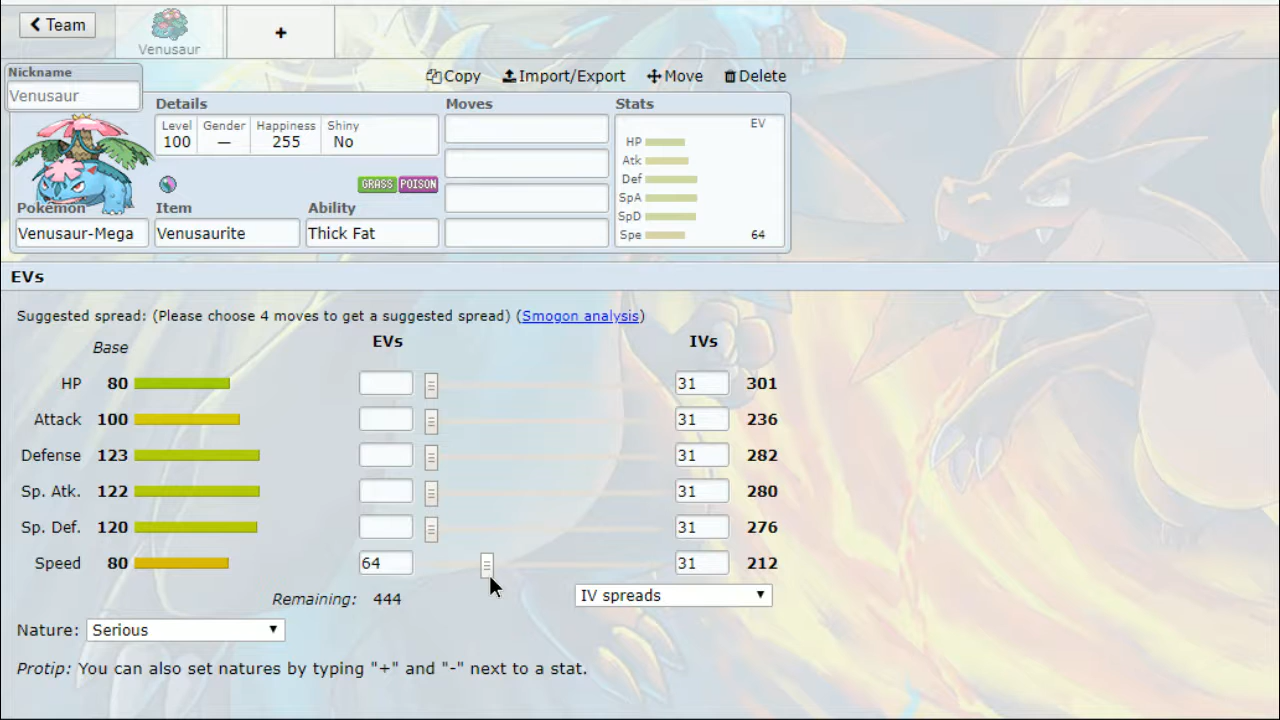 Team
Venusaur
+
Nickname
Venusaur
Copy Import/Export Move Delete
Details
Moves
Stats
Level Gender Happiness Shiny
100 — 255 No
EV
HP
Atk
Def
SpA
SpD
Spe 64
GRASS POISON
Pokémon Item Ability
Venusaur-Mega Venusaurite Thick Fat
EVs
Suggested spread: (Please choose 4 moves to get a suggested spread) (Smogon analysis)
Base EVs IVs
HP 80 31 301
Attack 100 31 236
Defense 123 31 282
Sp. Atk. 122 31 280
Sp. Def. 120 31 276
Speed 80 64 31 212
Remaining: 444 IV spreads
Nature: Serious
Protip: You can also set natures by typing "+" and "-" next to a stat.